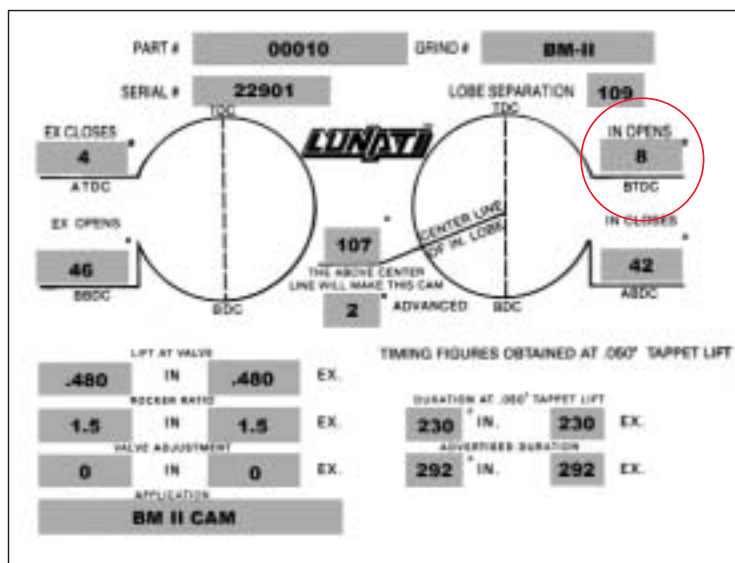 PART # 00010 GRIND # BM-II
SERIAL # 22901 LOBE SEPARATION 109
TDC TDC
EX CLOSES LUNATI IN OPENS
4° 8°
ATDC BTDC
EX OPENS CENTER LINE OF IN. LOBE IN CLOSES
46° 107° 42°
BBDC THE ABOVE CENTER ABDC
LINE WILL MAKE THIS CAM
BDC 2° ADVANCED BDC
LIFT AT VALVE TIMING FIGURES OBTAINED AT .050" TAPPET LIFT
.480 IN .480 EX.
ROCKER RATIO DURATION AT .050" TAPPET LIFT
1.5 IN 1.5 EX. 230° IN. 230 EX.
VALVE ADJUSTMENT ADVERTISED DURATION
0 IN 0 EX. 292° IN. 292 EX.
APPLICATION
BM II CAM